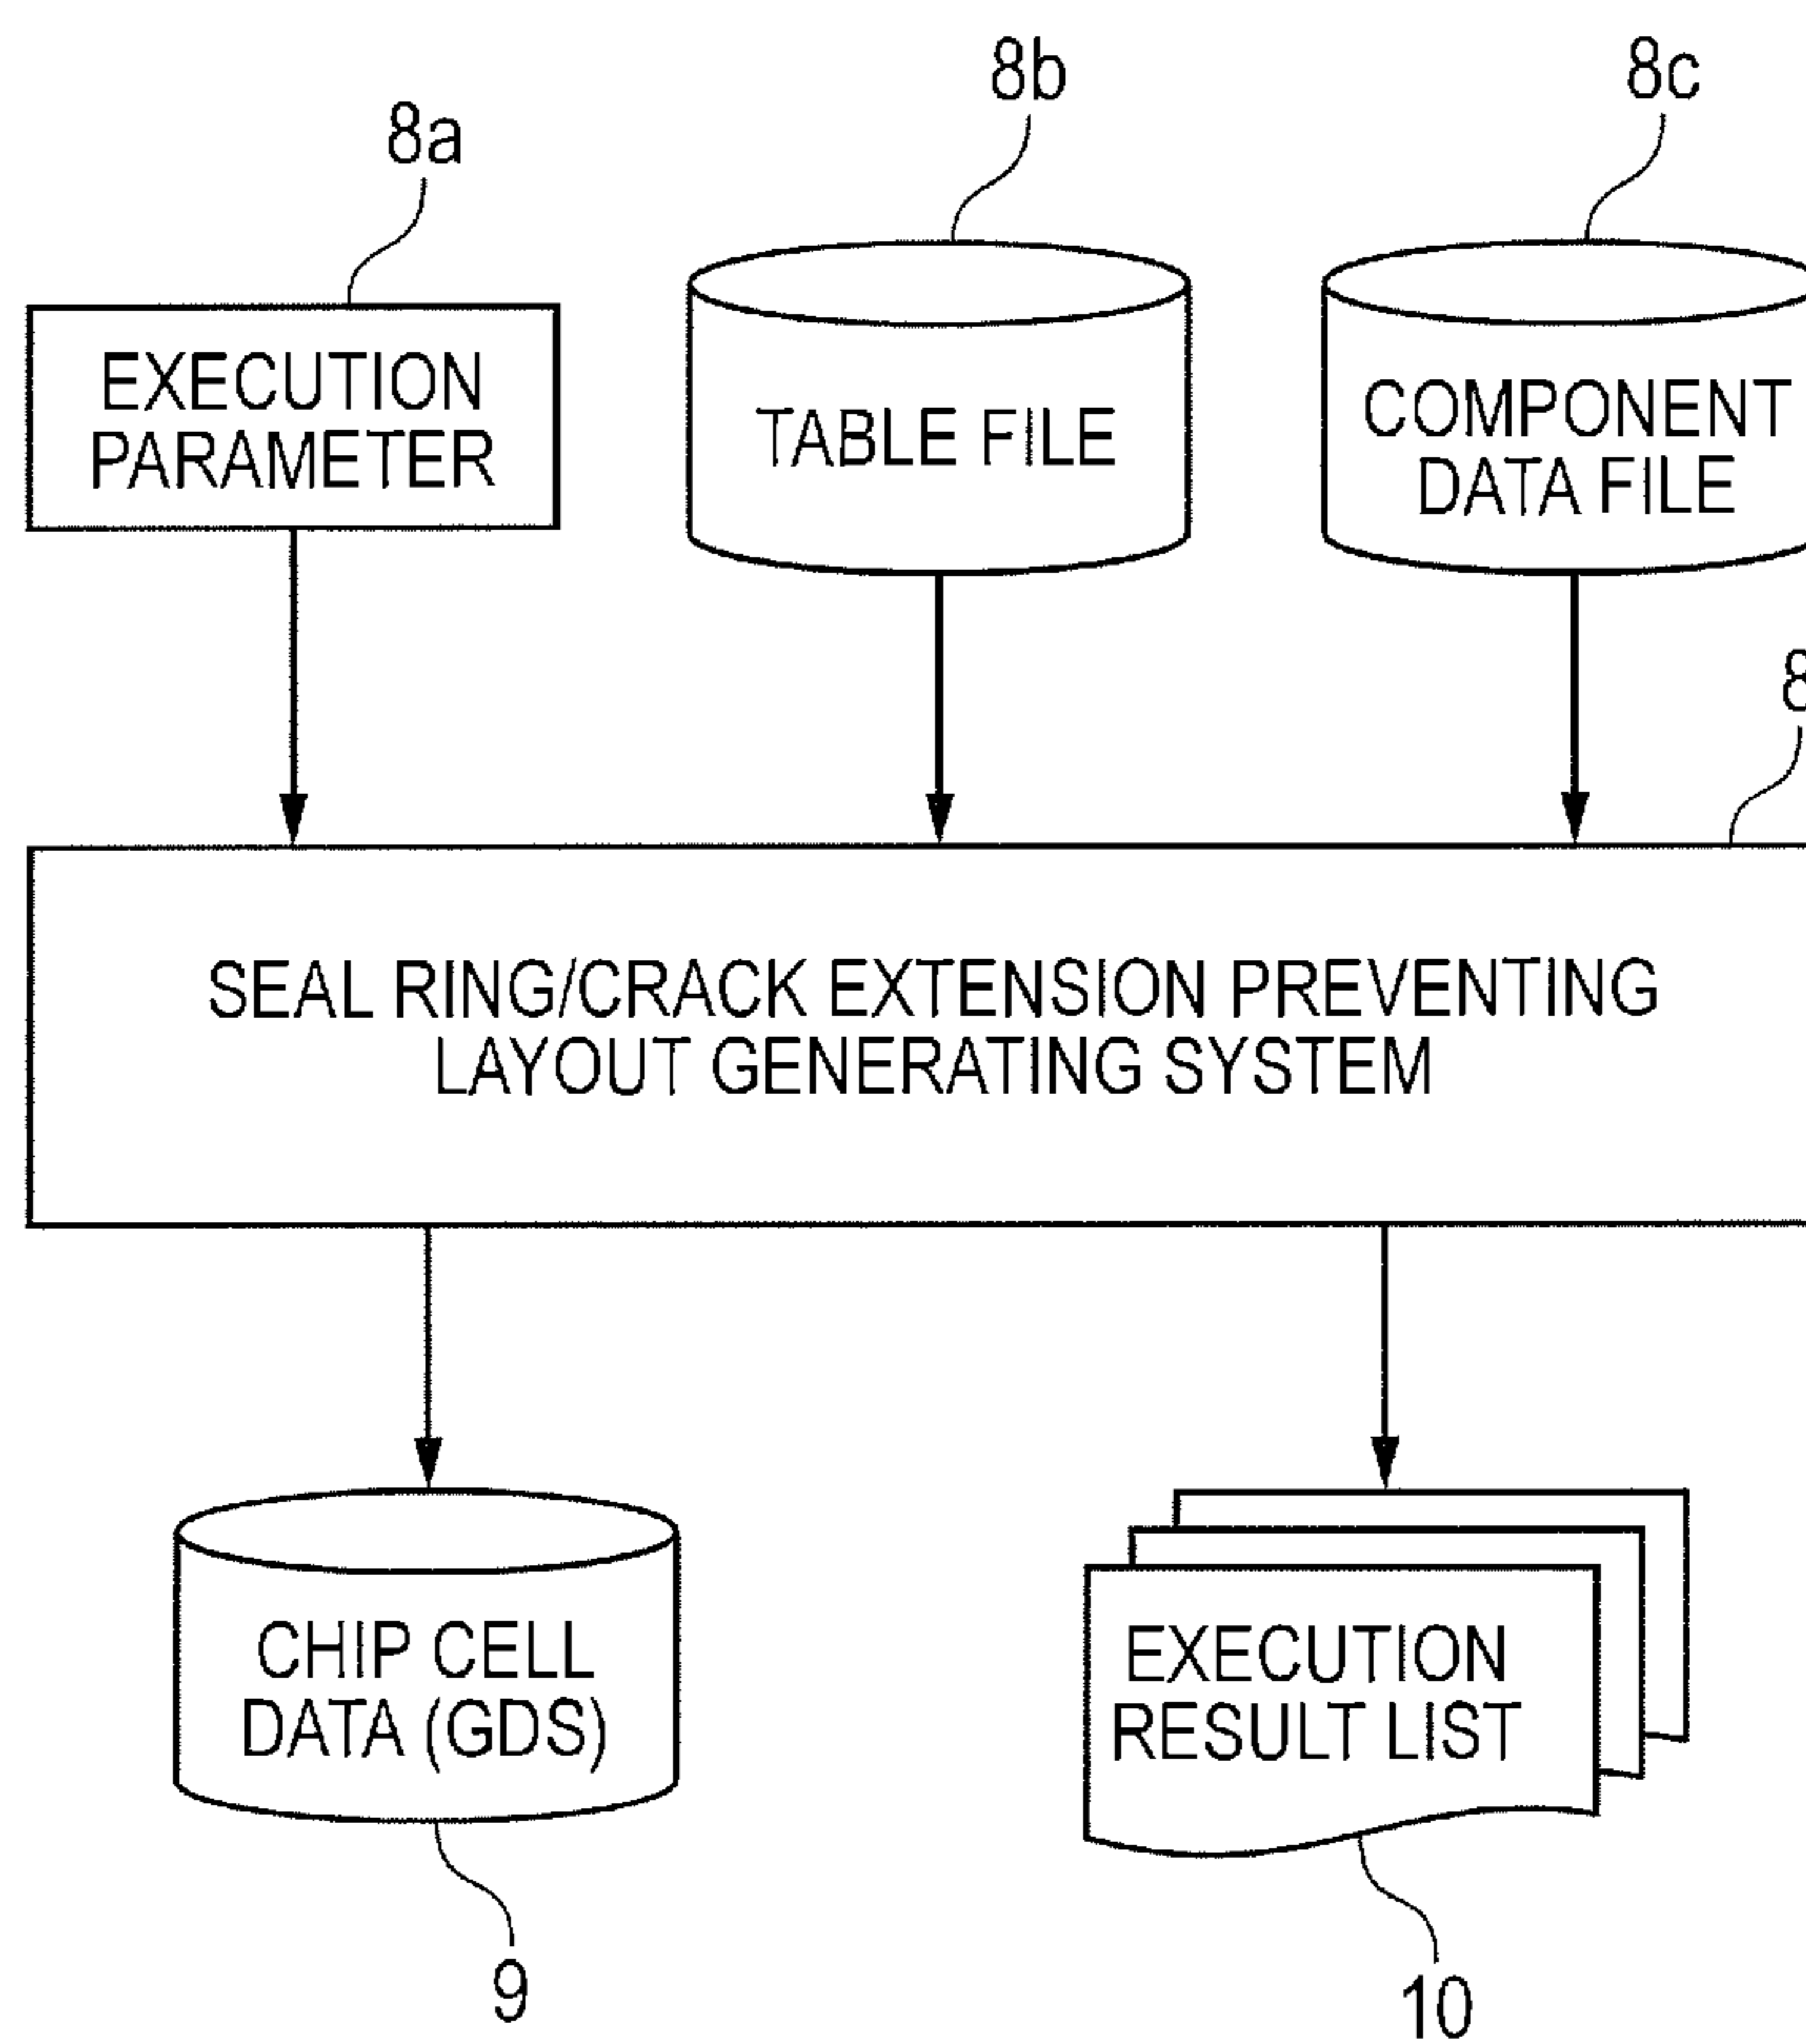 8a
8b
8c
EXECUTION
PARAMETER
TABLE FILE
COMPONENT
DATA FILE
8
SEAL RING/CRACK EXTENSION PREVENTING
LAYOUT GENERATING SYSTEM
CHIP CELL
DATA (GDS)
EXECUTION
RESULT LIST
9
10